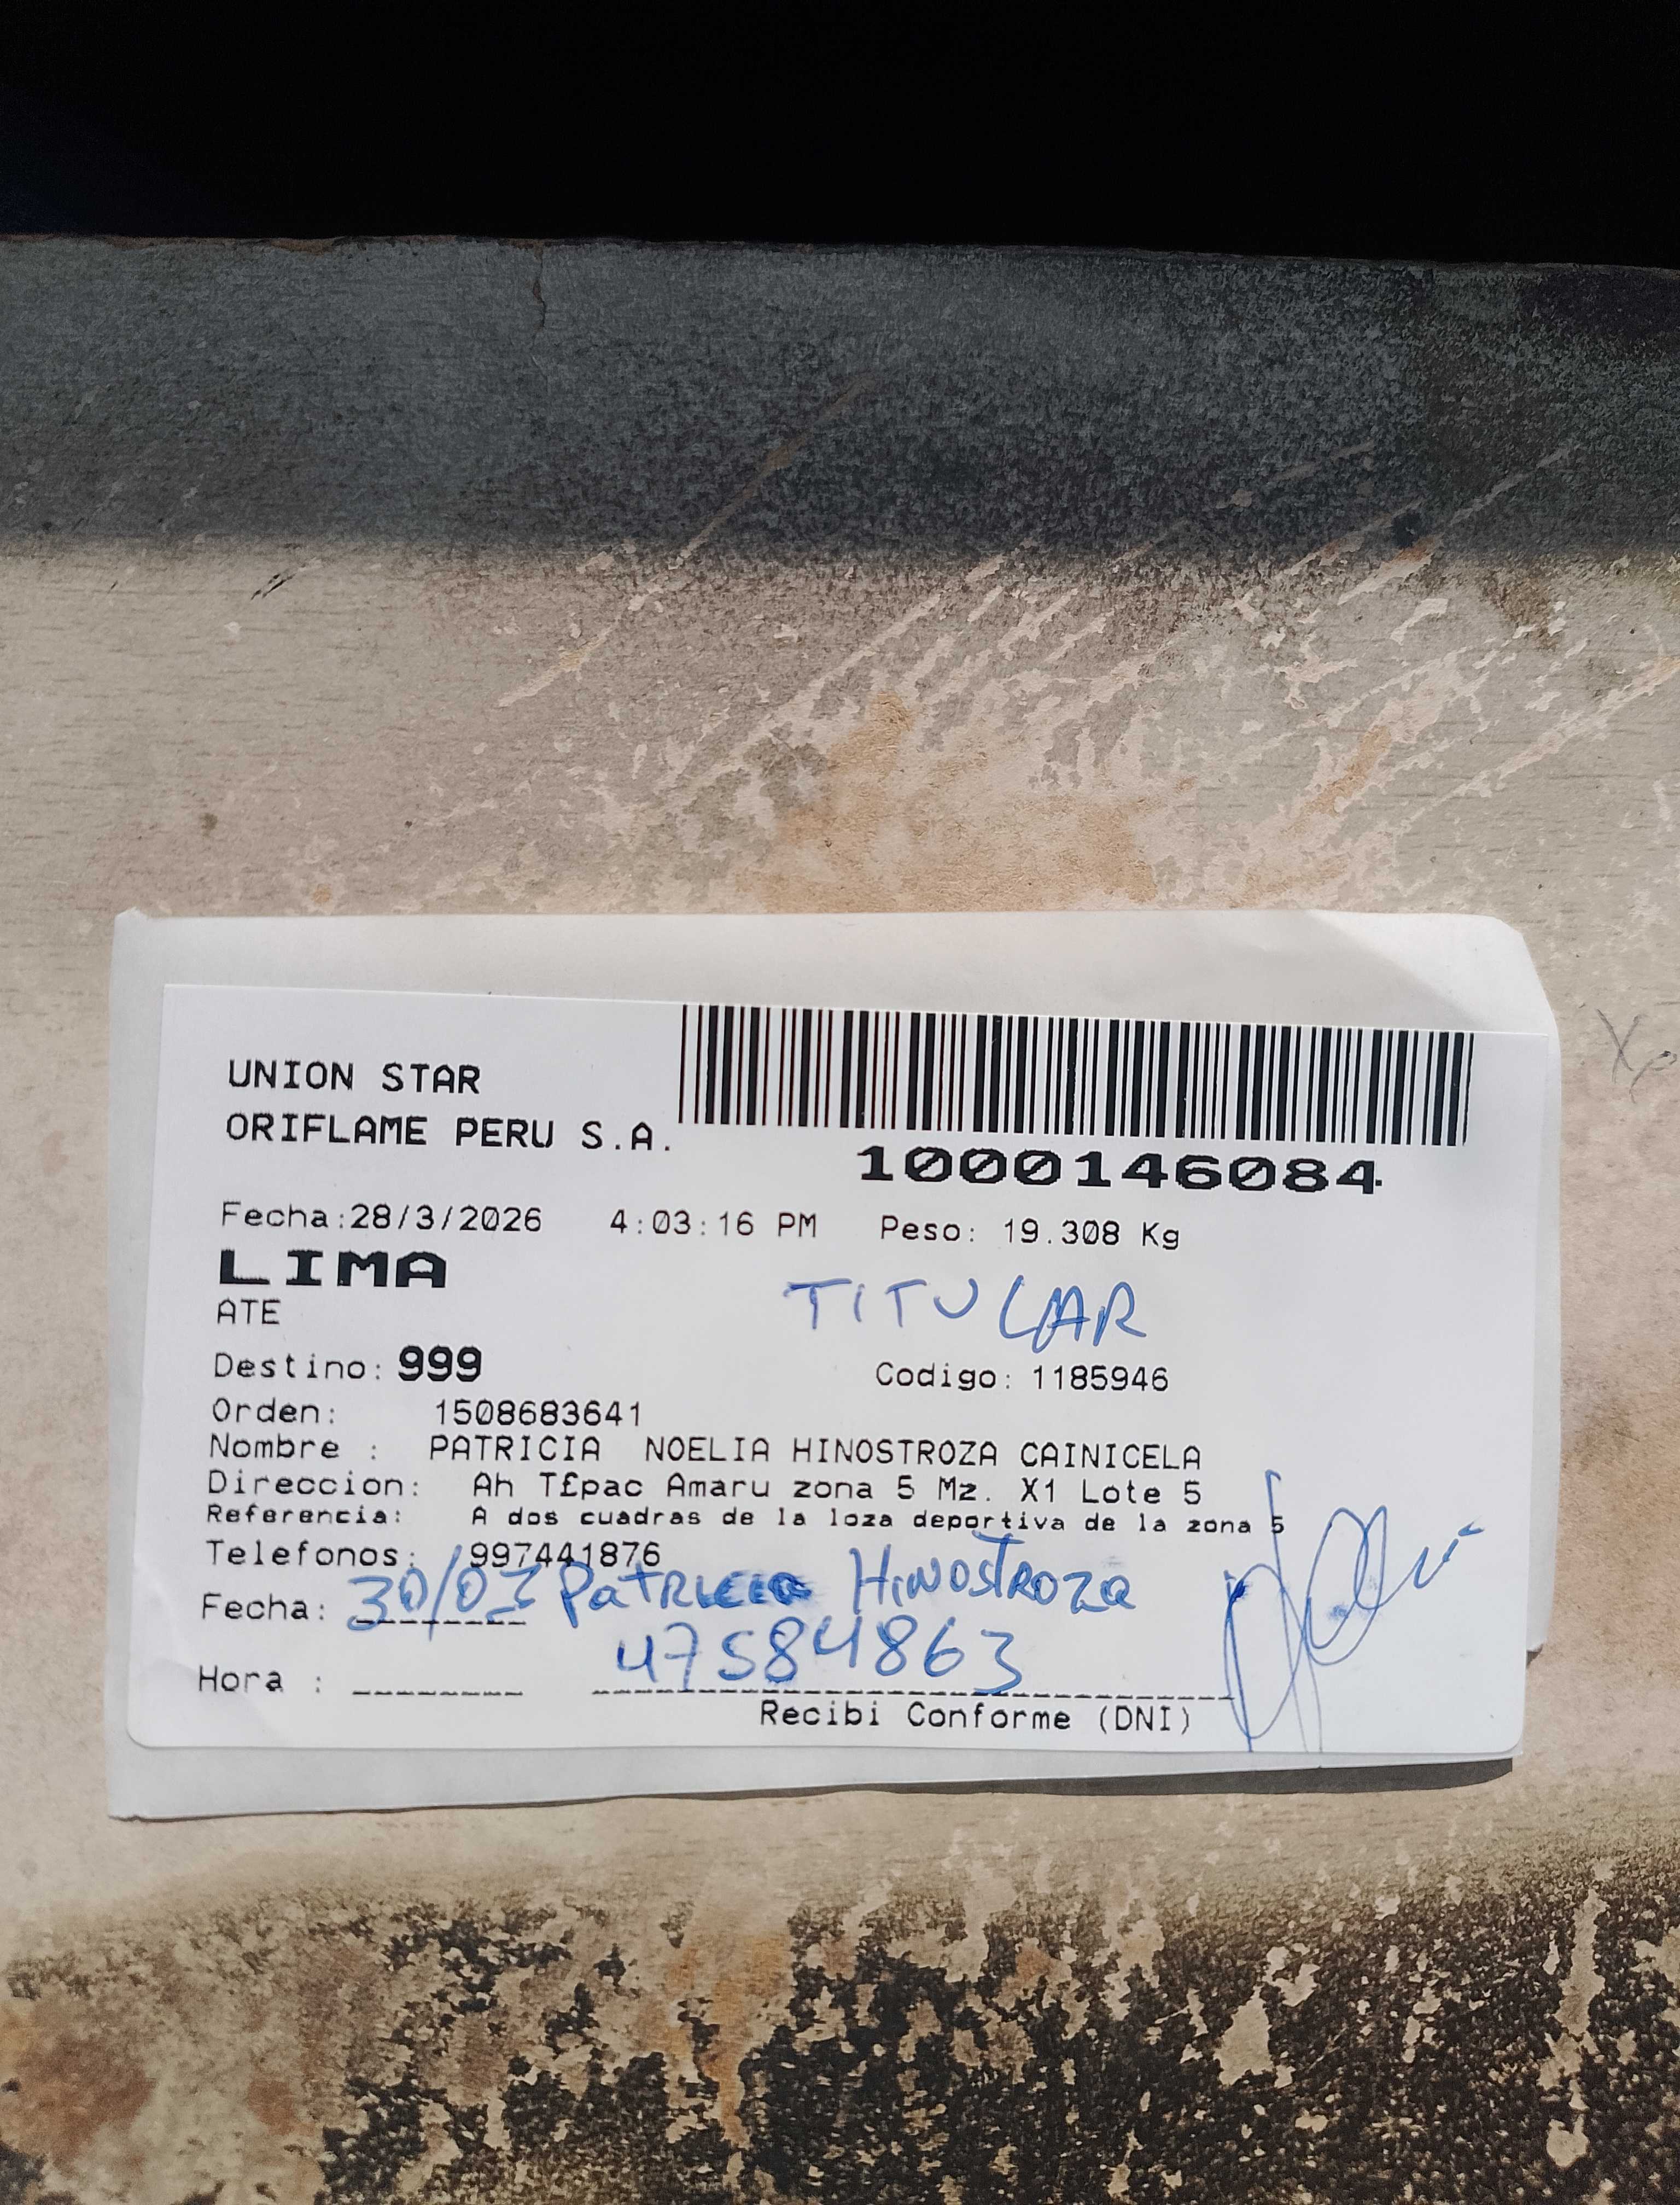 UNION STAR
ORIFLAME PERU S.A.
1000146084
Fecha:28/3/2026 4:03:16 PM Peso: 19.308 Kg
LIMA
TITULAR
ATE
Destino: 999 Codigo: 1185946
Orden: 1508683641
Nombre : PATRICIA NOELIA HINOSTROZA CAINICELA
Direccion: Ah T£pac Amaru zona 5 Mz. X1 Lote 5
Referencia: A dos cuadras de la loza deportiva de la zona 5
Telefonos: 997441876
Fecha: Patricia HINOSTROZA
47584863
Hora :
Recibi Conforme (DNI)